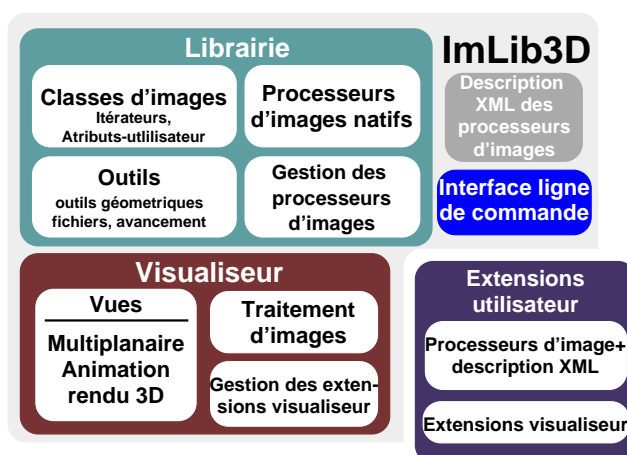 Librairie
Classes d'images
Itérateurs,
Atributs-utlilisateur
Processeurs
d'images natifs
Outils
outils géometriques
fichiers, avancement
Gestion des
processeurs
d'images
ImLib3D
Description
XML des
processeurs
d'images
Interface ligne
de commande
Visualiseur
Vues
Multiplanaire
Animation
rendu 3D
Traitement
d'images
Gestion des exten-
sions visualiseur
Extensions
utilisateur
Processeurs d'image+
description XML
Extensions visualiseur